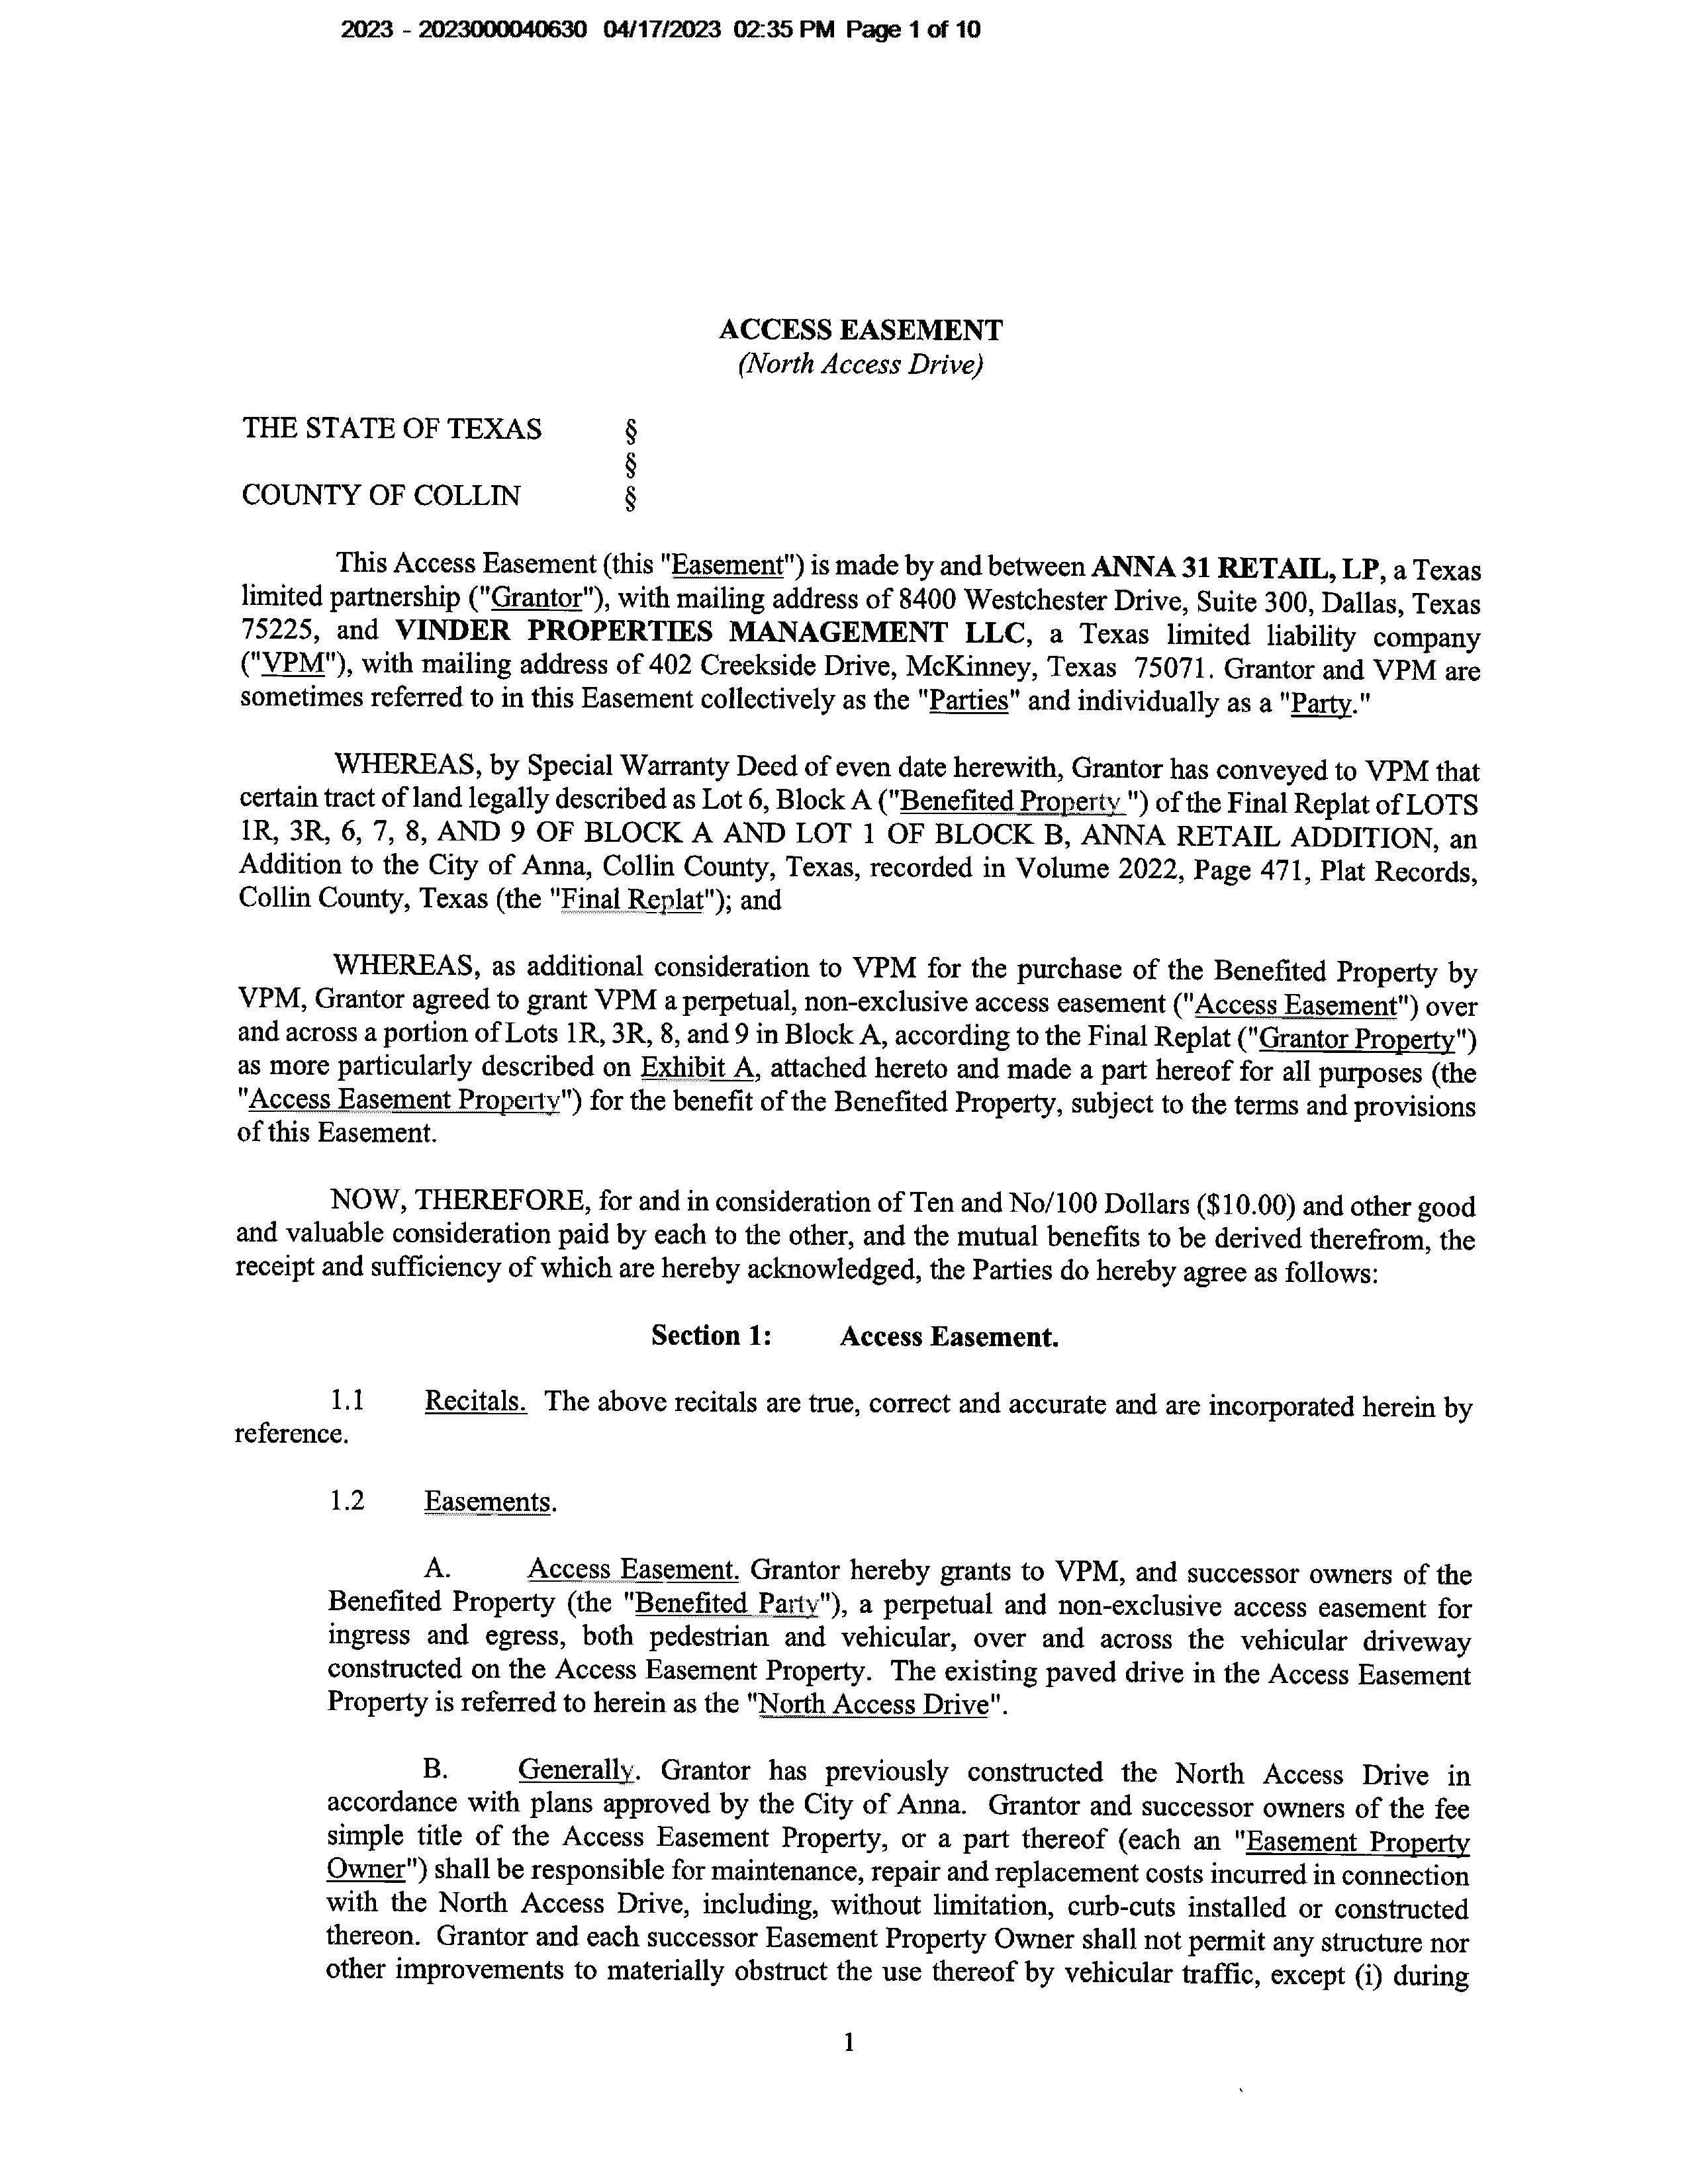 2023 - 2023000040630 04/17/2023 02:35 PM Page 1 of 10
ACCESS EASEMENT
(North Access Drive)
THE STATE OF TEXAS §
§
COUNTY OF COLLIN §
This Access Easement (this "Easement") is made by and between ANNA 31 RETAIL, LP, a Texas
limited partnership ("Grantor"), with mailing address of 8400 Westchester Drive, Suite 300, Dallas, Texas
75225, and VINDER PROPERTIES MANAGEMENT LLC, a Texas limited liability company
("VPM"), with mailing address of 402 Creekside Drive, McKinney, Texas 75071. Grantor and VPM are
sometimes referred to in this Easement collectively as the "Parties" and individually as a "Party."
WHEREAS, by Special Warranty Deed of even date herewith, Grantor has conveyed to VPM that
certain tract of land legally described as Lot 6, Block A ("Benefited Property ") of the Final Replat of LOTS
1R, 3R, 6, 7, 8, AND 9 OF BLOCK A AND LOT 1 OF BLOCK B, ANNA RETAIL ADDITION, an
Addition to the City of Anna, Collin County, Texas, recorded in Volume 2022, Page 471, Plat Records,
Collin County, Texas (the "Final Replat"); and
WHEREAS, as additional consideration to VPM for the purchase of the Benefited Property by
VPM, Grantor agreed to grant VPM a perpetual, non-exclusive access easement ("Access Easement") over
and across a portion of Lots 1R, 3R, 8, and 9 in Block A, according to the Final Replat ("Grantor Property")
as more particularly described on Exhibit A, attached hereto and made a part hereof for all purposes (the
"Access Easement Property") for the benefit of the Benefited Property, subject to the terms and provisions
of this Easement.
NOW, THEREFORE, for and in consideration of Ten and No/100 Dollars ($10.00) and other good
and valuable consideration paid by each to the other, and the mutual benefits to be derived therefrom, the
receipt and sufficiency of which are hereby acknowledged, the Parties do hereby agree as follows:
Section 1: Access Easement.
1.1 Recitals. The above recitals are true, correct and accurate and are incorporated herein by
reference.
1.2 Easements.
A. Access Easement. Grantor hereby grants to VPM, and successor owners of the
Benefited Property (the "Benefited Party"), a perpetual and non-exclusive access easement for
ingress and egress, both pedestrian and vehicular, over and across the vehicular driveway
constructed on the Access Easement Property. The existing paved drive in the Access Easement
Property is referred to herein as the "North Access Drive".
B. Generally. Grantor has previously constructed the North Access Drive in
accordance with plans approved by the City of Anna. Grantor and successor owners of the fee
simple title of the Access Easement Property, or a part thereof (each an "Easement Property
Owner") shall be responsible for maintenance, repair and replacement costs incurred in connection
with the North Access Drive, including, without limitation, curb-cuts installed or constructed
thereon. Grantor and each successor Easement Property Owner shall not permit any structure nor
other improvements to materially obstruct the use thereof by vehicular traffic, except (i) during
1